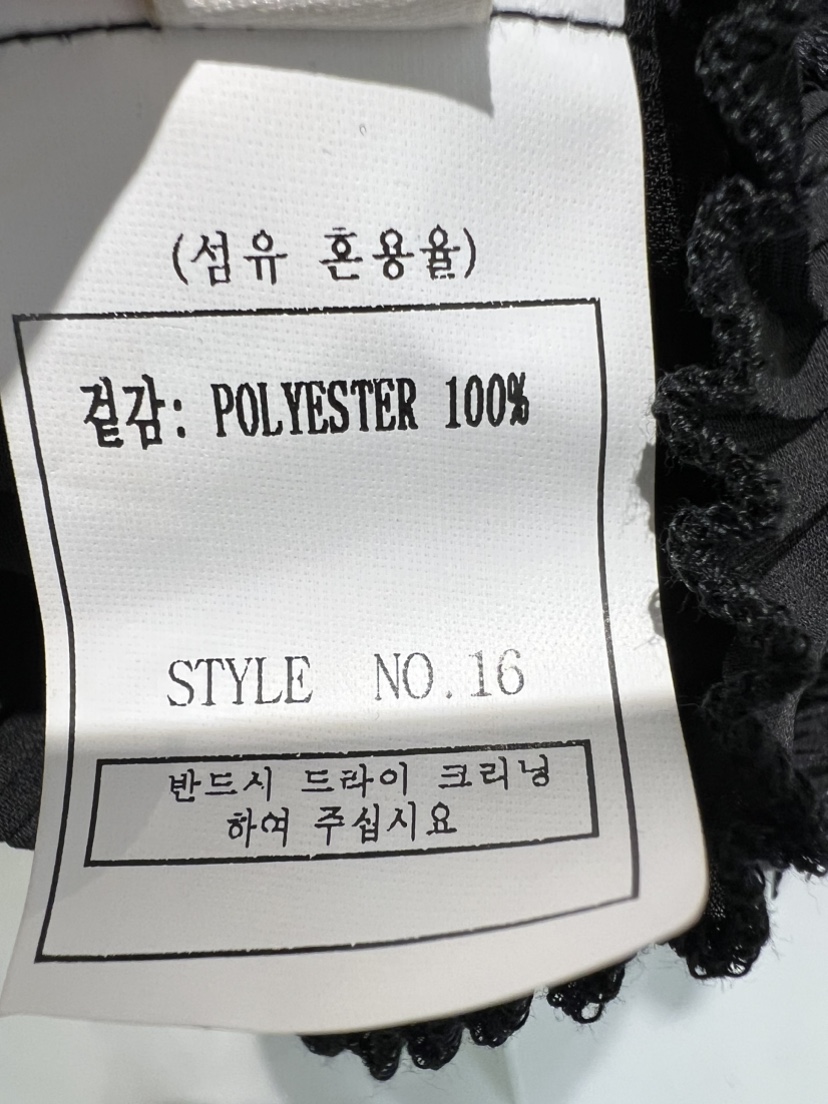 (섬유 혼용율)
겉감: POLYESTER 100%
STYLE NO.16
반드시 드라이 크리닝
하여 주십시요